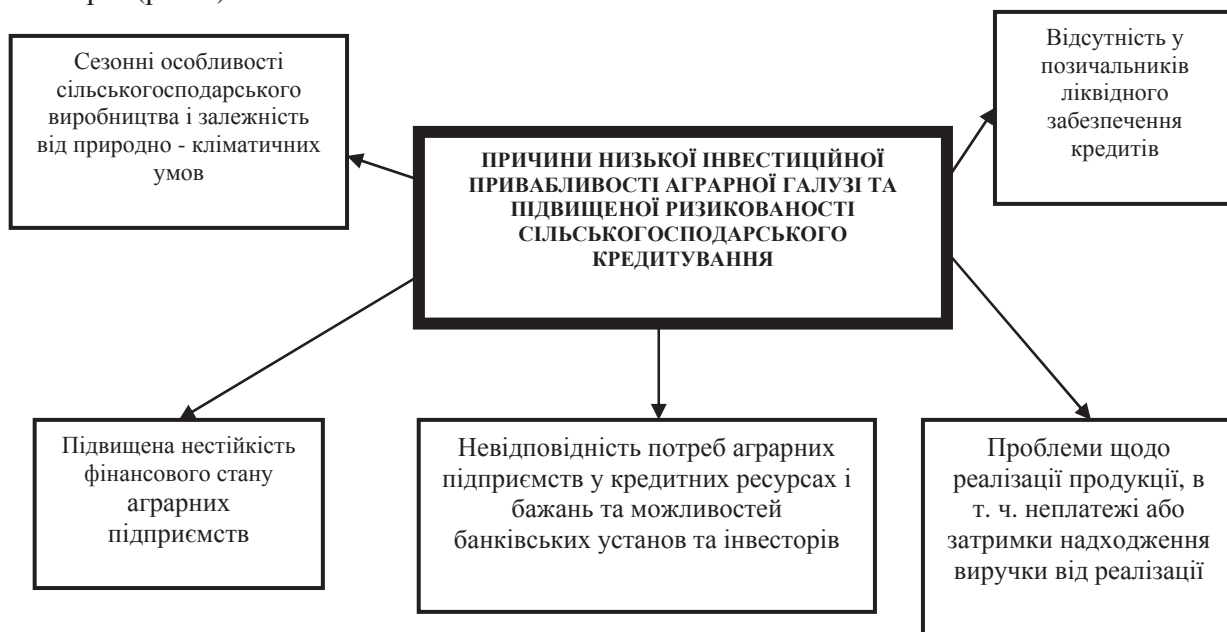 Сезонні особливості
сільськогосподарського
виробництва і залежність
від природно - кліматичних
умов
Відсутність у
позичальників
ліквідного
забезпечення
кредитів
ПРИЧИНИ НИЗЬКОЇ ІНВЕСТИЦІЙНОЇ
ПРИВАБЛИВОСТІ АГРАРНОЇ ГАЛУЗІ ТА
ПІДВИЩЕНОЇ РИЗИКОВАНОСТІ
СІЛЬСЬКОГОСПОДАРСЬКОГО
КРЕДИТУВАННЯ
Підвищена нестійкість
фінансового стану
аграрних
підприємств
Невідповідність потреб аграрних
підприємств у кредитних ресурсах і
бажань та можливостей
банківських установ та інвесторів
Проблеми щодо
реалізації продукції, в
т. ч. неплатежі або
затримки надходження
виручки від реалізації